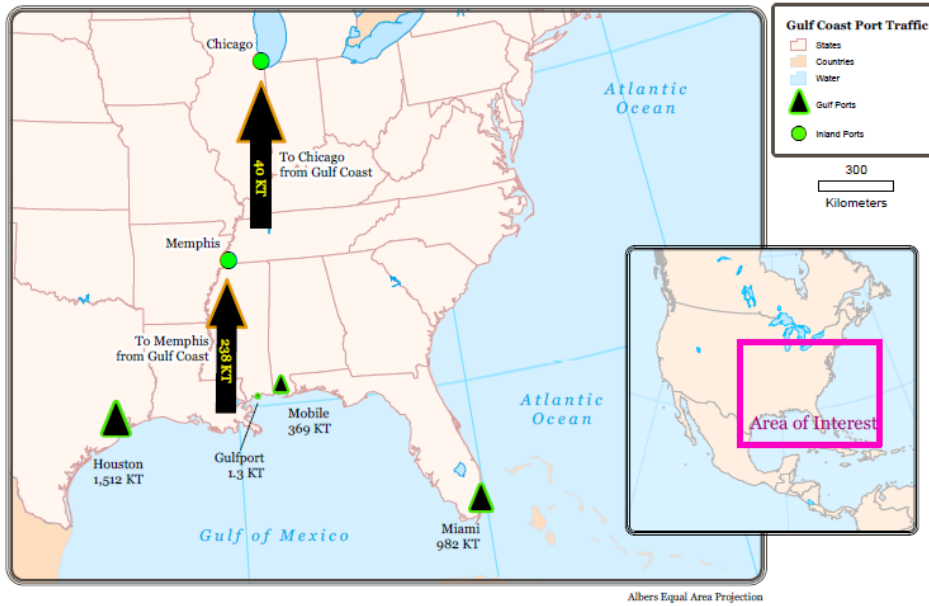 Chicago
To Chicago
from Gulf Coast
40 KT
Memphis
To Memphis
from Gulf Coast
238 KT
Mobile
369 KT
Gulfport
1.3 KT
Houston
1,512 KT
Miami
982 KT
Gulf of Mexico
Atlantic
Ocean
Atlantic
Ocean
Gulf Coast Port Traffic
States
Countries
Water
Gulf Ports
Inland Ports
300
Kilometers
Area of Interest
Albers Equal Area Projection